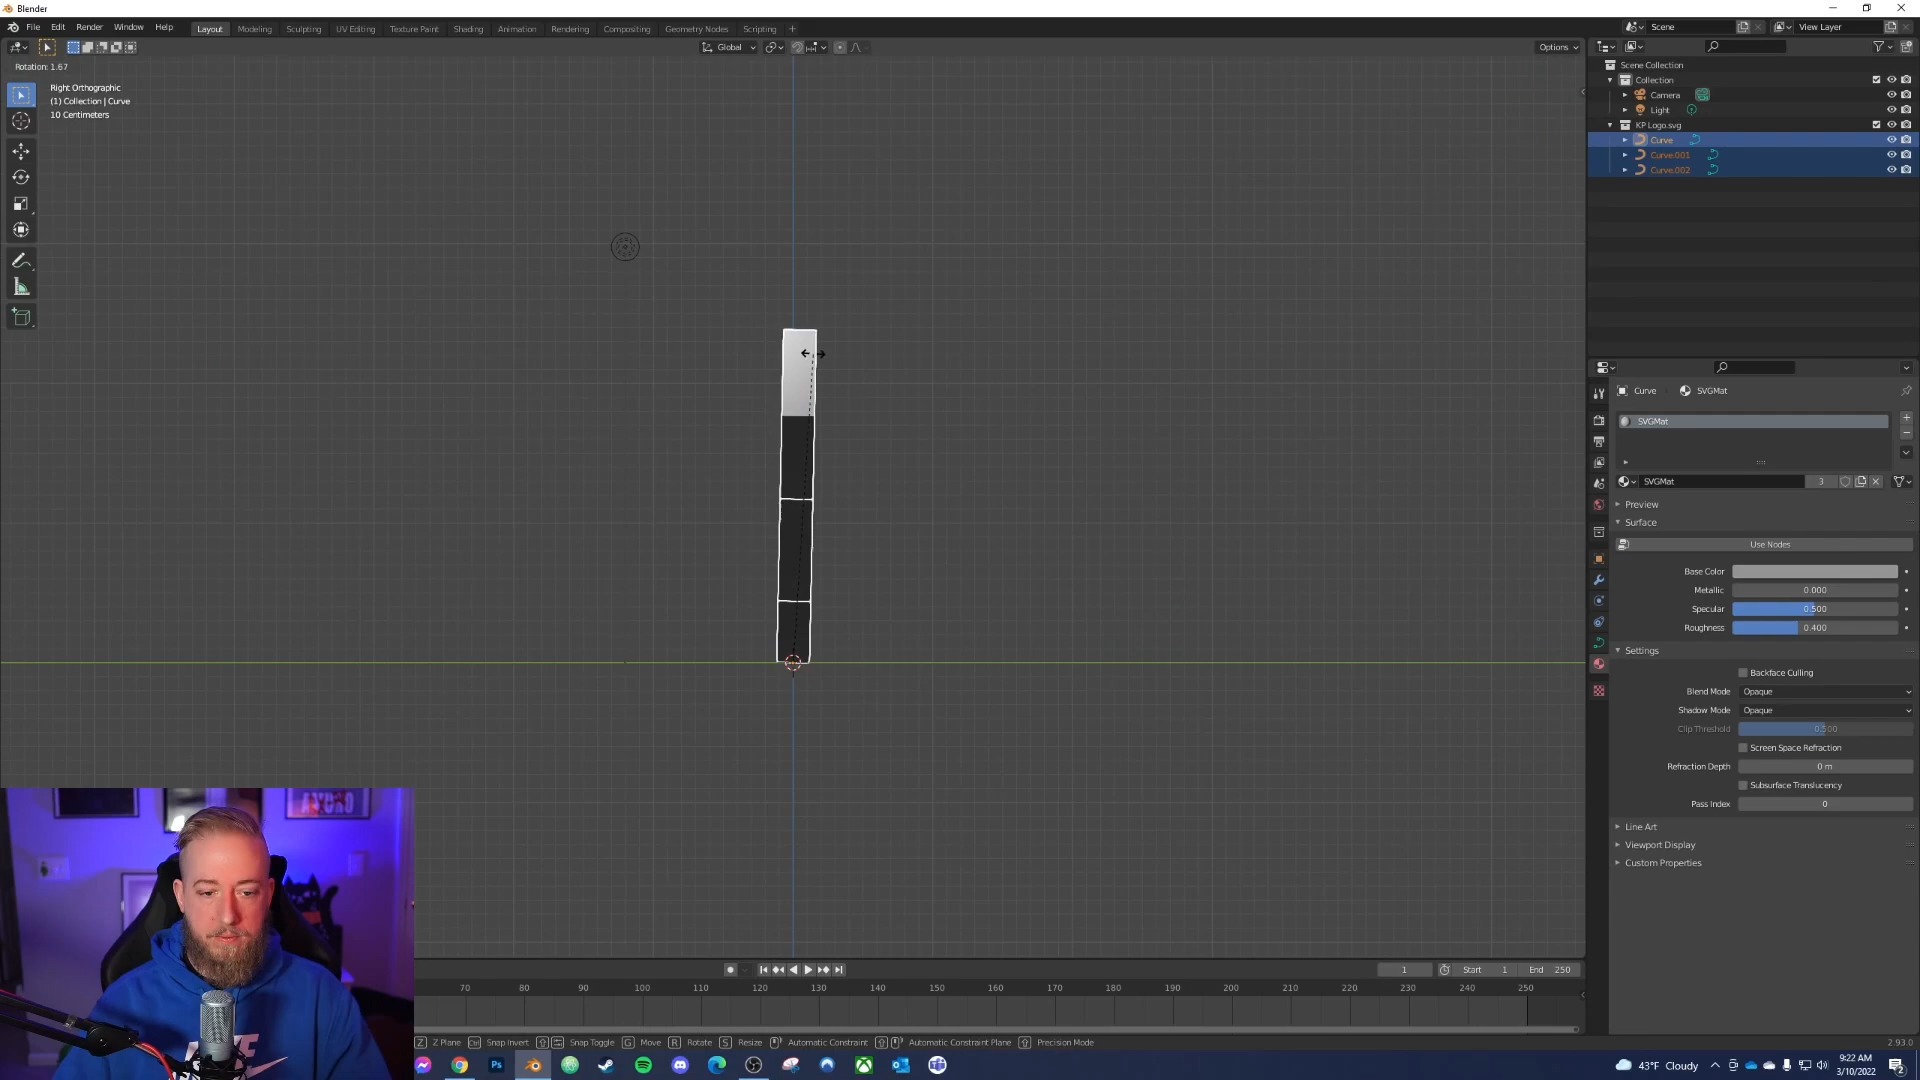 Blender
File Edit Render Window Help Layout Modeling Sculpting UV Editing Texture Paint Shading Animation Rendering Compositing Geometry Nodes Scripting + Scene View Layer
Global Options
Rotation: 1.67
Right Orthographic
(1) Collection | Curve
10 Centimeters
Scene Collection
Collection
Camera
Light
KP Logo.svg
Curve
Curve.001
Curve.002
Curve SVGMat
SVGMat
SVGMat 3
Preview
Surface
Use Nodes
Base Color
Metallic 0.000
Specular 0.500
Roughness 0.400
Settings
Backface Culling
Blend Mode Opaque
Shadow Mode Opaque
Clip Threshold 0.500
Screen Space Refraction
Refraction Depth 0 m
Subsurface Translucency
Pass Index 0
Line Art
Viewport Display
Custom Properties
1 Start 1 End 250
70 80 90 100 110 120 130 140 150 160 170 180 190 200 210 220 230 240 250
Z Z Plane Ctrl Snap Invert Snap Toggle G Move R Rotate S Resize Automatic Constraint Automatic Constraint Plane Precision Mode 2.93.0
Ps 43°F Cloudy 9:22 AM
3/10/2022 2
NIKE